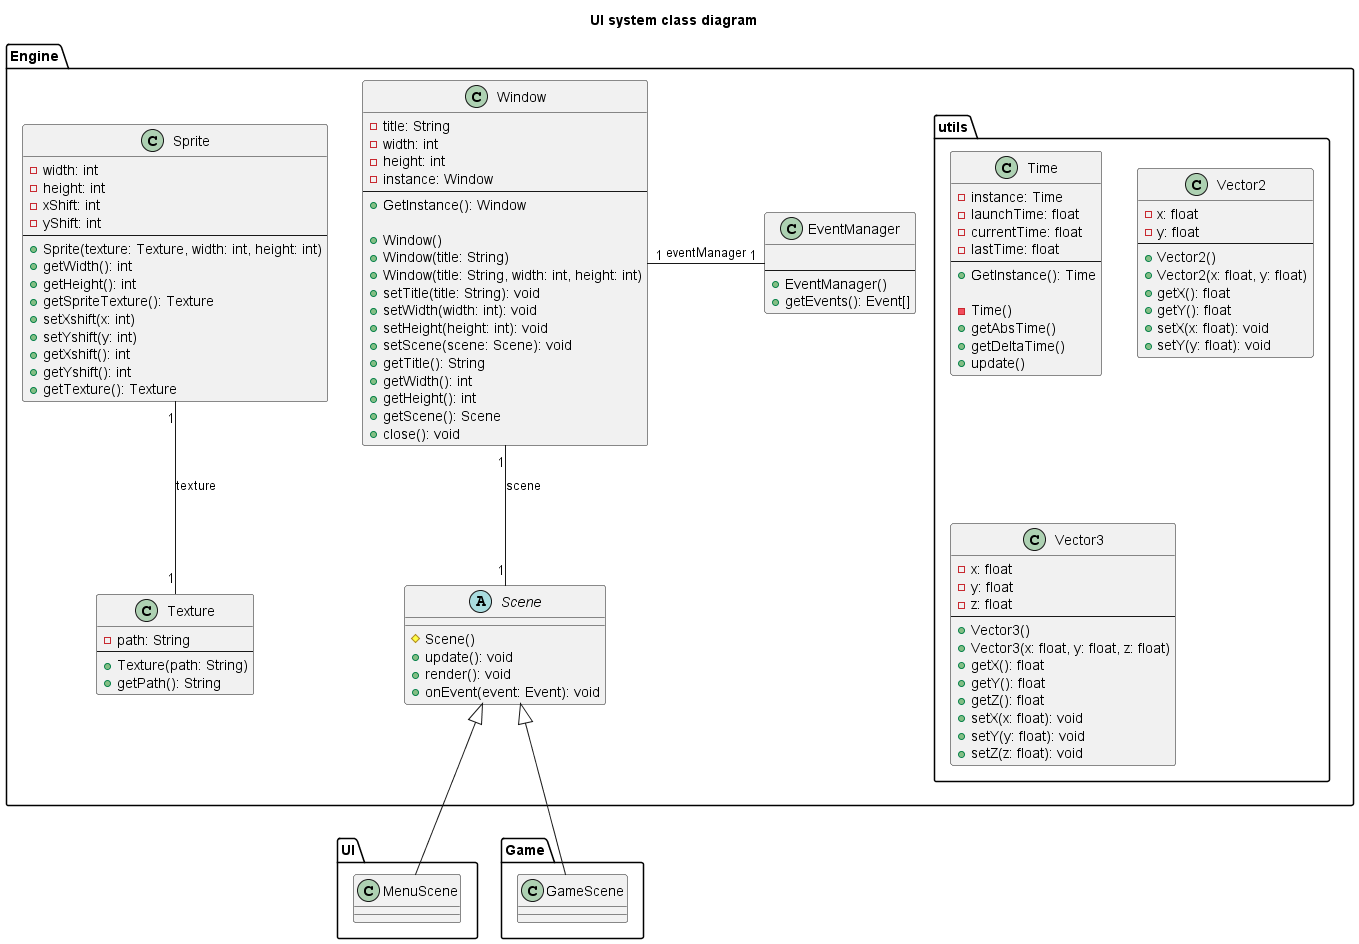 UI system class diagram
Engine
C Sprite
width: int
height: int
xShift: int
yShift: int
Sprite(texture: Texture, width: int, height: int)
getWidth(): int
getHeight(): int
getSpriteTexture(): Texture
setXshift(x: int)
setYshift(y: int)
getXshift(): int
getYshift(): int
getTexture(): Texture
C Window
title: String
width: int
height: int
instance: Window
GetInstance(): Window
Window()
Window(title: String)
Window(title: String, width: int, height: int)
setTitle(title: String): void
setWidth(width: int): void
setHeight(height: int): void
setScene(scene: Scene): void
getTitle(): String
getWidth(): int
getHeight(): int
getScene(): Scene
close(): void
1 eventManager 1
C EventManager
EventManager()
getEvents(): Event[]
utils
C Time
instance: Time
launchTime: float
currentTime: float
lastTime: float
GetInstance(): Time
Time()
getAbsTime()
getDeltaTime()
update()
C Vector2
x: float
y: float
Vector2()
Vector2(x: float, y: float)
getX(): float
getY(): float
setX(x: float): void
setY(y: float): void
1
texture
1
1
scene
1
C Texture
path: String
Texture(path: String)
getPath(): String
A Scene
Scene()
update(): void
render(): void
onEvent(event: Event): void
C Vector3
x: float
y: float
z: float
Vector3()
Vector3(x: float, y: float, z: float)
getX(): float
getY(): float
getZ(): float
setX(x: float): void
setY(y: float): void
setZ(z: float): void
UI
C MenuScene
Game
C GameScene